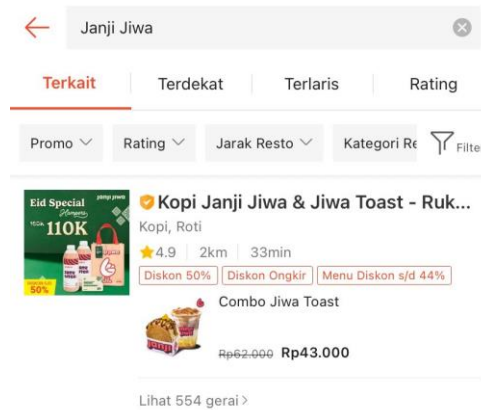 Janji Jiwa
Terkait Terdekat Terlaris Rating
Promo Rating Jarak Resto Kategori Re Filte
Eid Special
Hampers
110K
50%
Kopi Janji Jiwa & Jiwa Toast - Ruk...
Kopi, Roti
4.9 2km 33min
Diskon 50% Diskon Ongkir Menu Diskon s/d 44%
Combo Jiwa Toast
Rp62.000 Rp43.000
Lihat 554 gerai